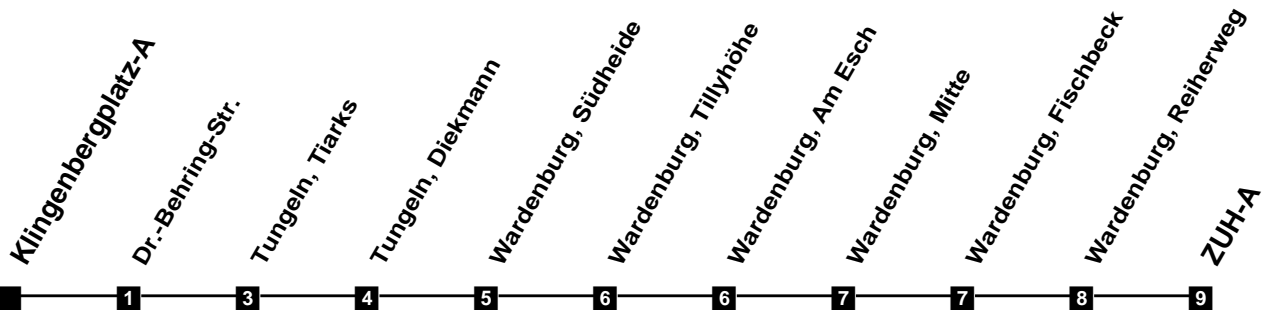 Klingenbergplatz-A
Dr.-Behring-Str.
Tungeln, Tiarks
Tungeln, Diekmann
Wardenburg, Südheide
Wardenburg, Tillyhöhe
Wardenburg, Am Esch
Wardenburg, Mitte
Wardenburg, Fischbeck
Wardenburg, Reiherweg
ZUH-A
1 3 4 5 6 6 7 7 8 9